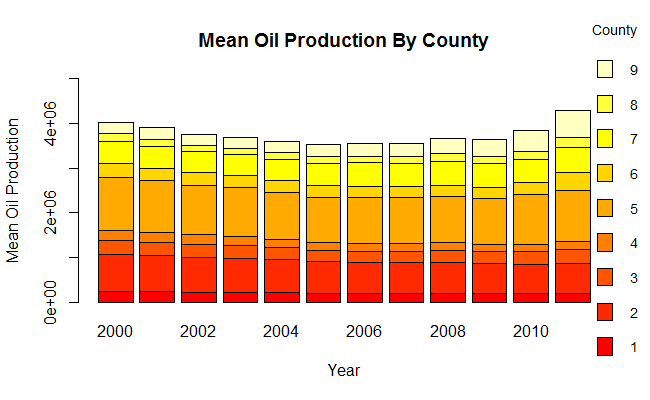 Mean Oil Production By County
County
9
8
7
6
5
4
3
2
1
Mean Oil Production
4e+06
2e+06
0e+00
2000 2002 2004 2006 2008 2010
Year